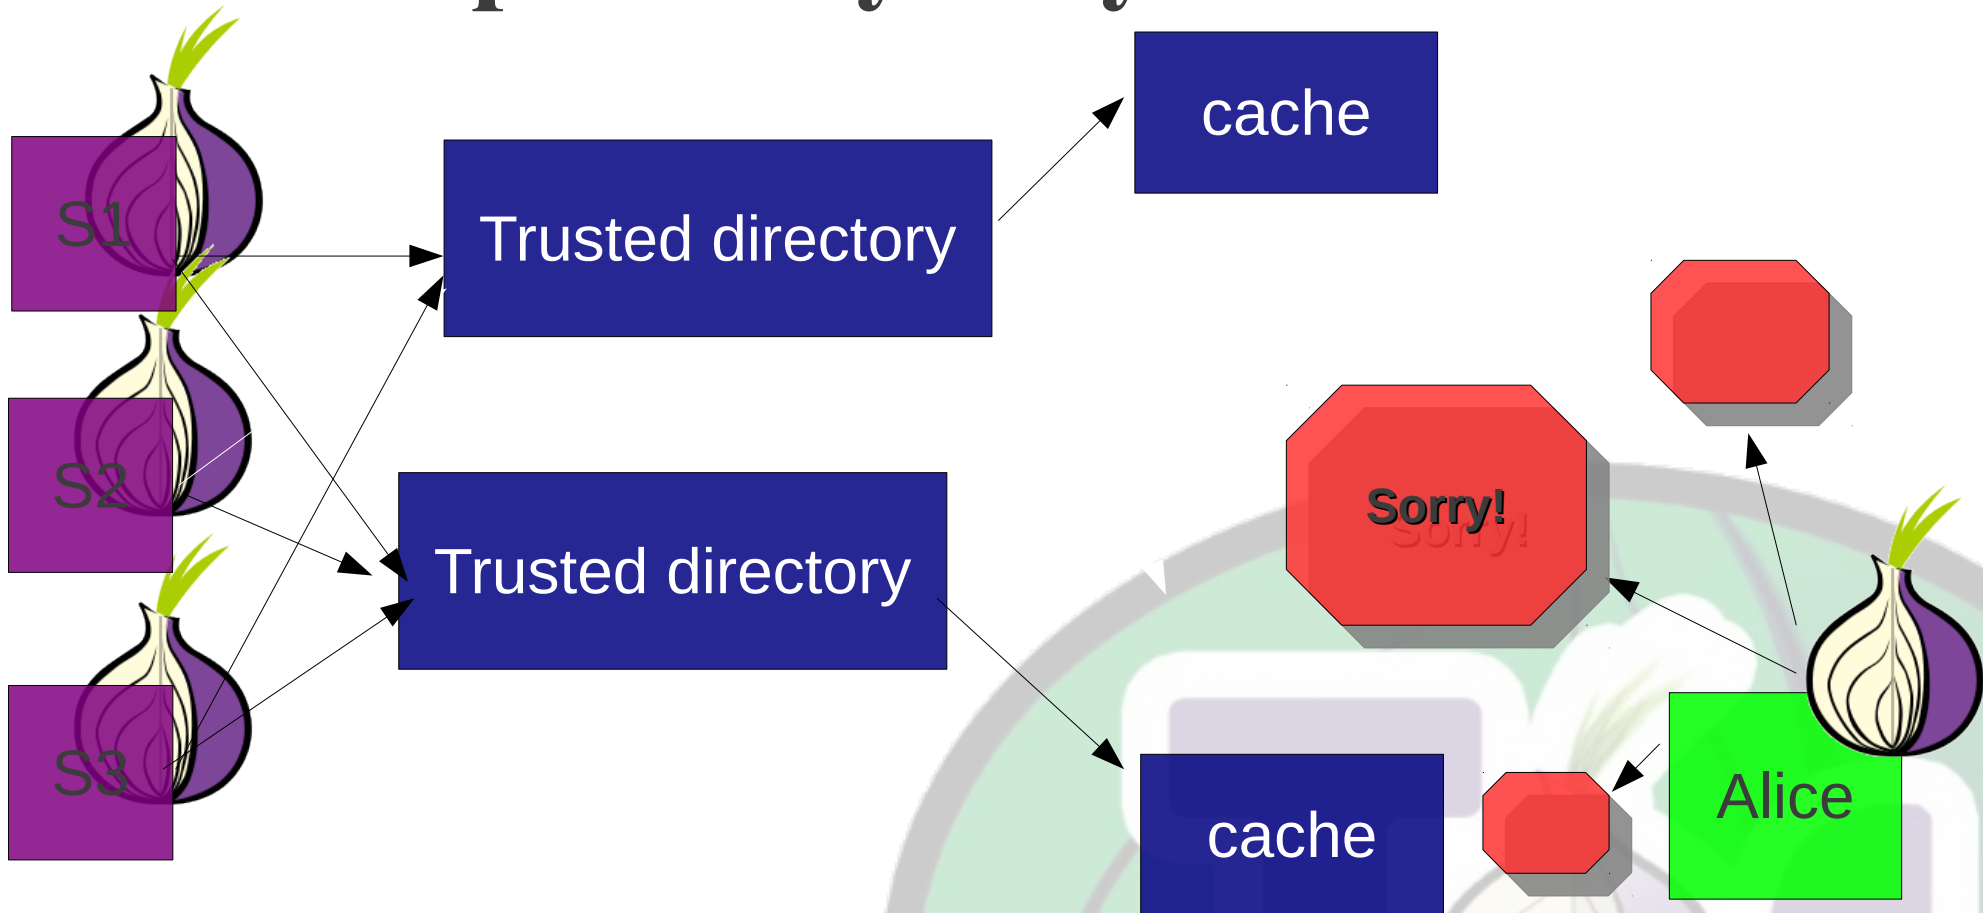 cache
S1
Trusted directory
S2
Sorry!
Trusted directory
S3
Alice
cache